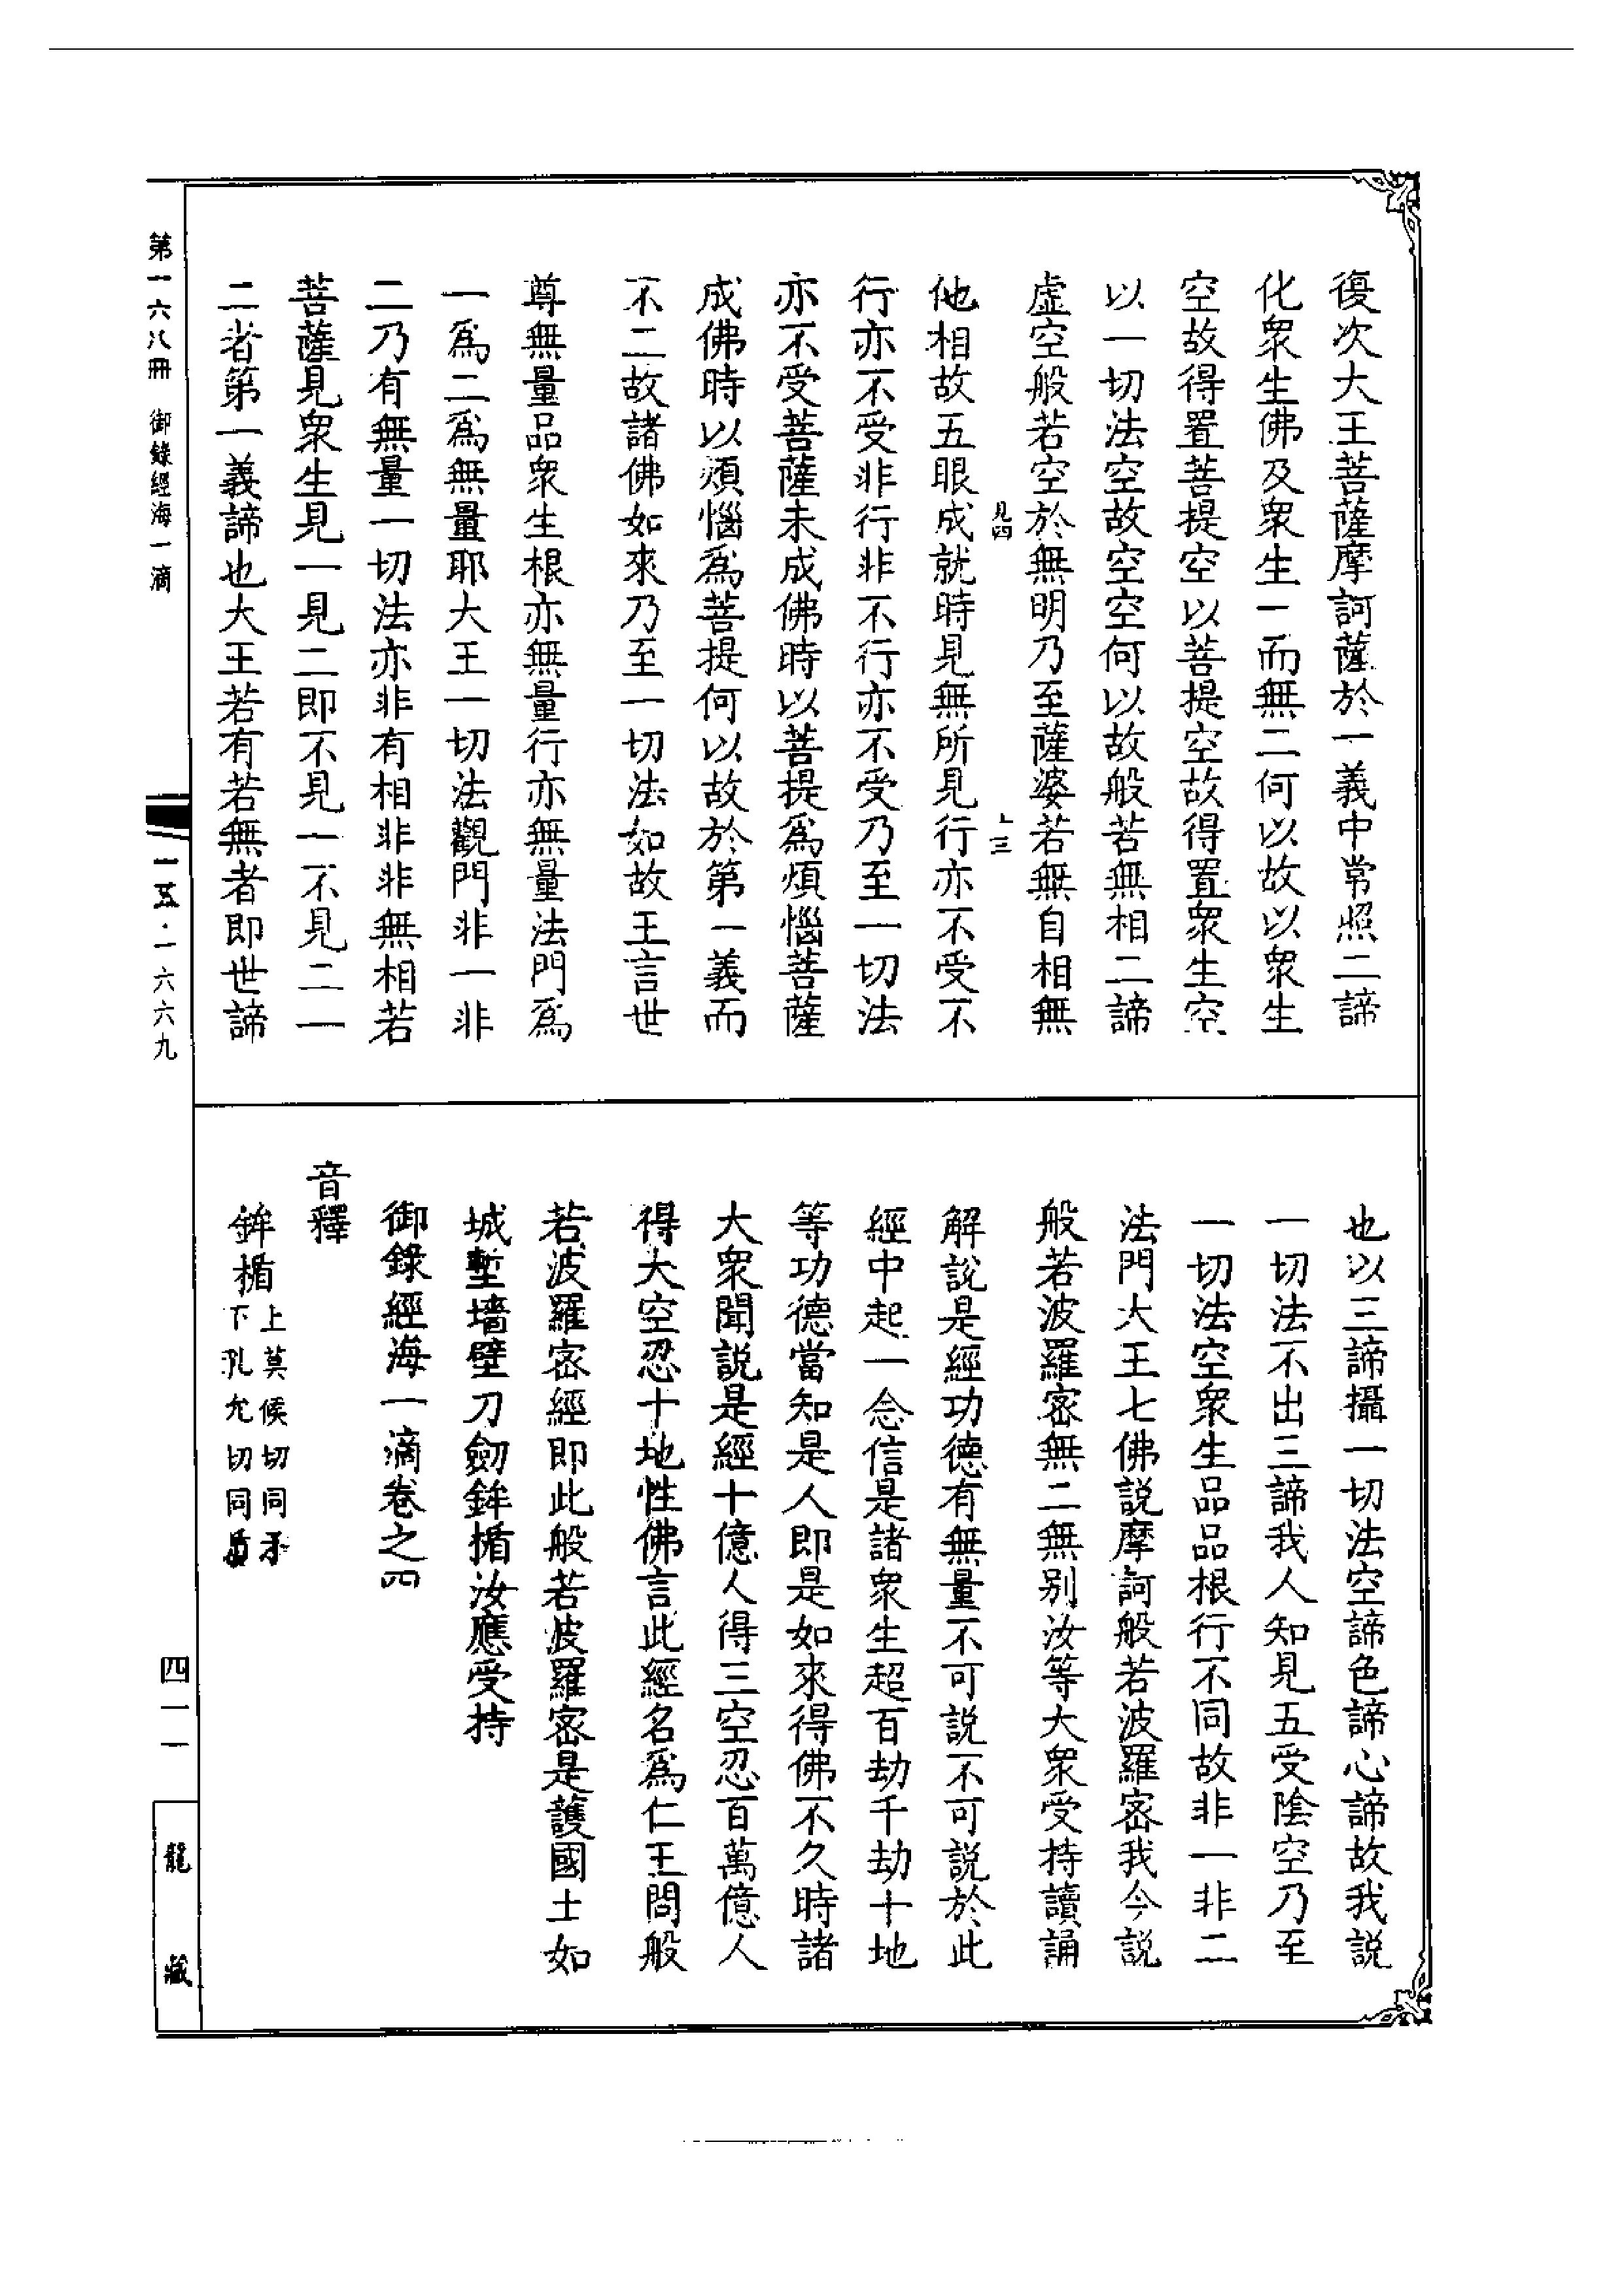 復次大王菩薩摩訶薩於一義中常照二諦
化衆生佛及衆生一而無二何以故以衆生
空故得置菩提空以菩提空故得置衆生空
以一切法空故空空何以故般若無相二諦
虛空般若空於無明乃至薩婆若無自相無
見四
上三
他相故五眼成就時見無所見行亦不受不
行亦不受非行非不行亦不受乃至一切法
亦不受菩薩未成佛時以菩提爲煩惱菩薩
成佛時以煩惱爲菩提何以故於第一義而
不二故諸佛如來乃至一切法如故王言世
尊無量品衆生根亦無量行亦無量法門爲
一爲二爲無量耶大王一切法觀門非一非
二乃有無量一切法亦非有相非非無相若
菩薩見衆生見一見二即不見一不見二一
二者第一義諦也大王若有若無者即世諦
也以三諦攝一切法空諦色諦心諦故我説
一切法不出三諦我人知見五受陰空乃至
一切法空衆生品品根行不同故非一非二
法門大王七佛説摩訶般若波羅密我今説
般若波羅密無二無别汝等大衆受持讀誦
解説是經功德有無量不可説不可説於此
經中起一念信是諸衆生超百劫千劫十地
等功德當知是人即是如來得佛不久時諸
大衆聞説是經十億人得三空忍百萬億人
得大空忍十地性佛言此經名爲仁王問般
若波羅密經即此般若波羅密是護國土如
城塹墻壁刀劒鉾楯汝應受持
御錄經海一滴卷之四
音釋
鉾楯
上莫候切同矛
下乳允切同盾
第一六八冊 御錄經海一滴
一五·一六六九
四一一
龍藏